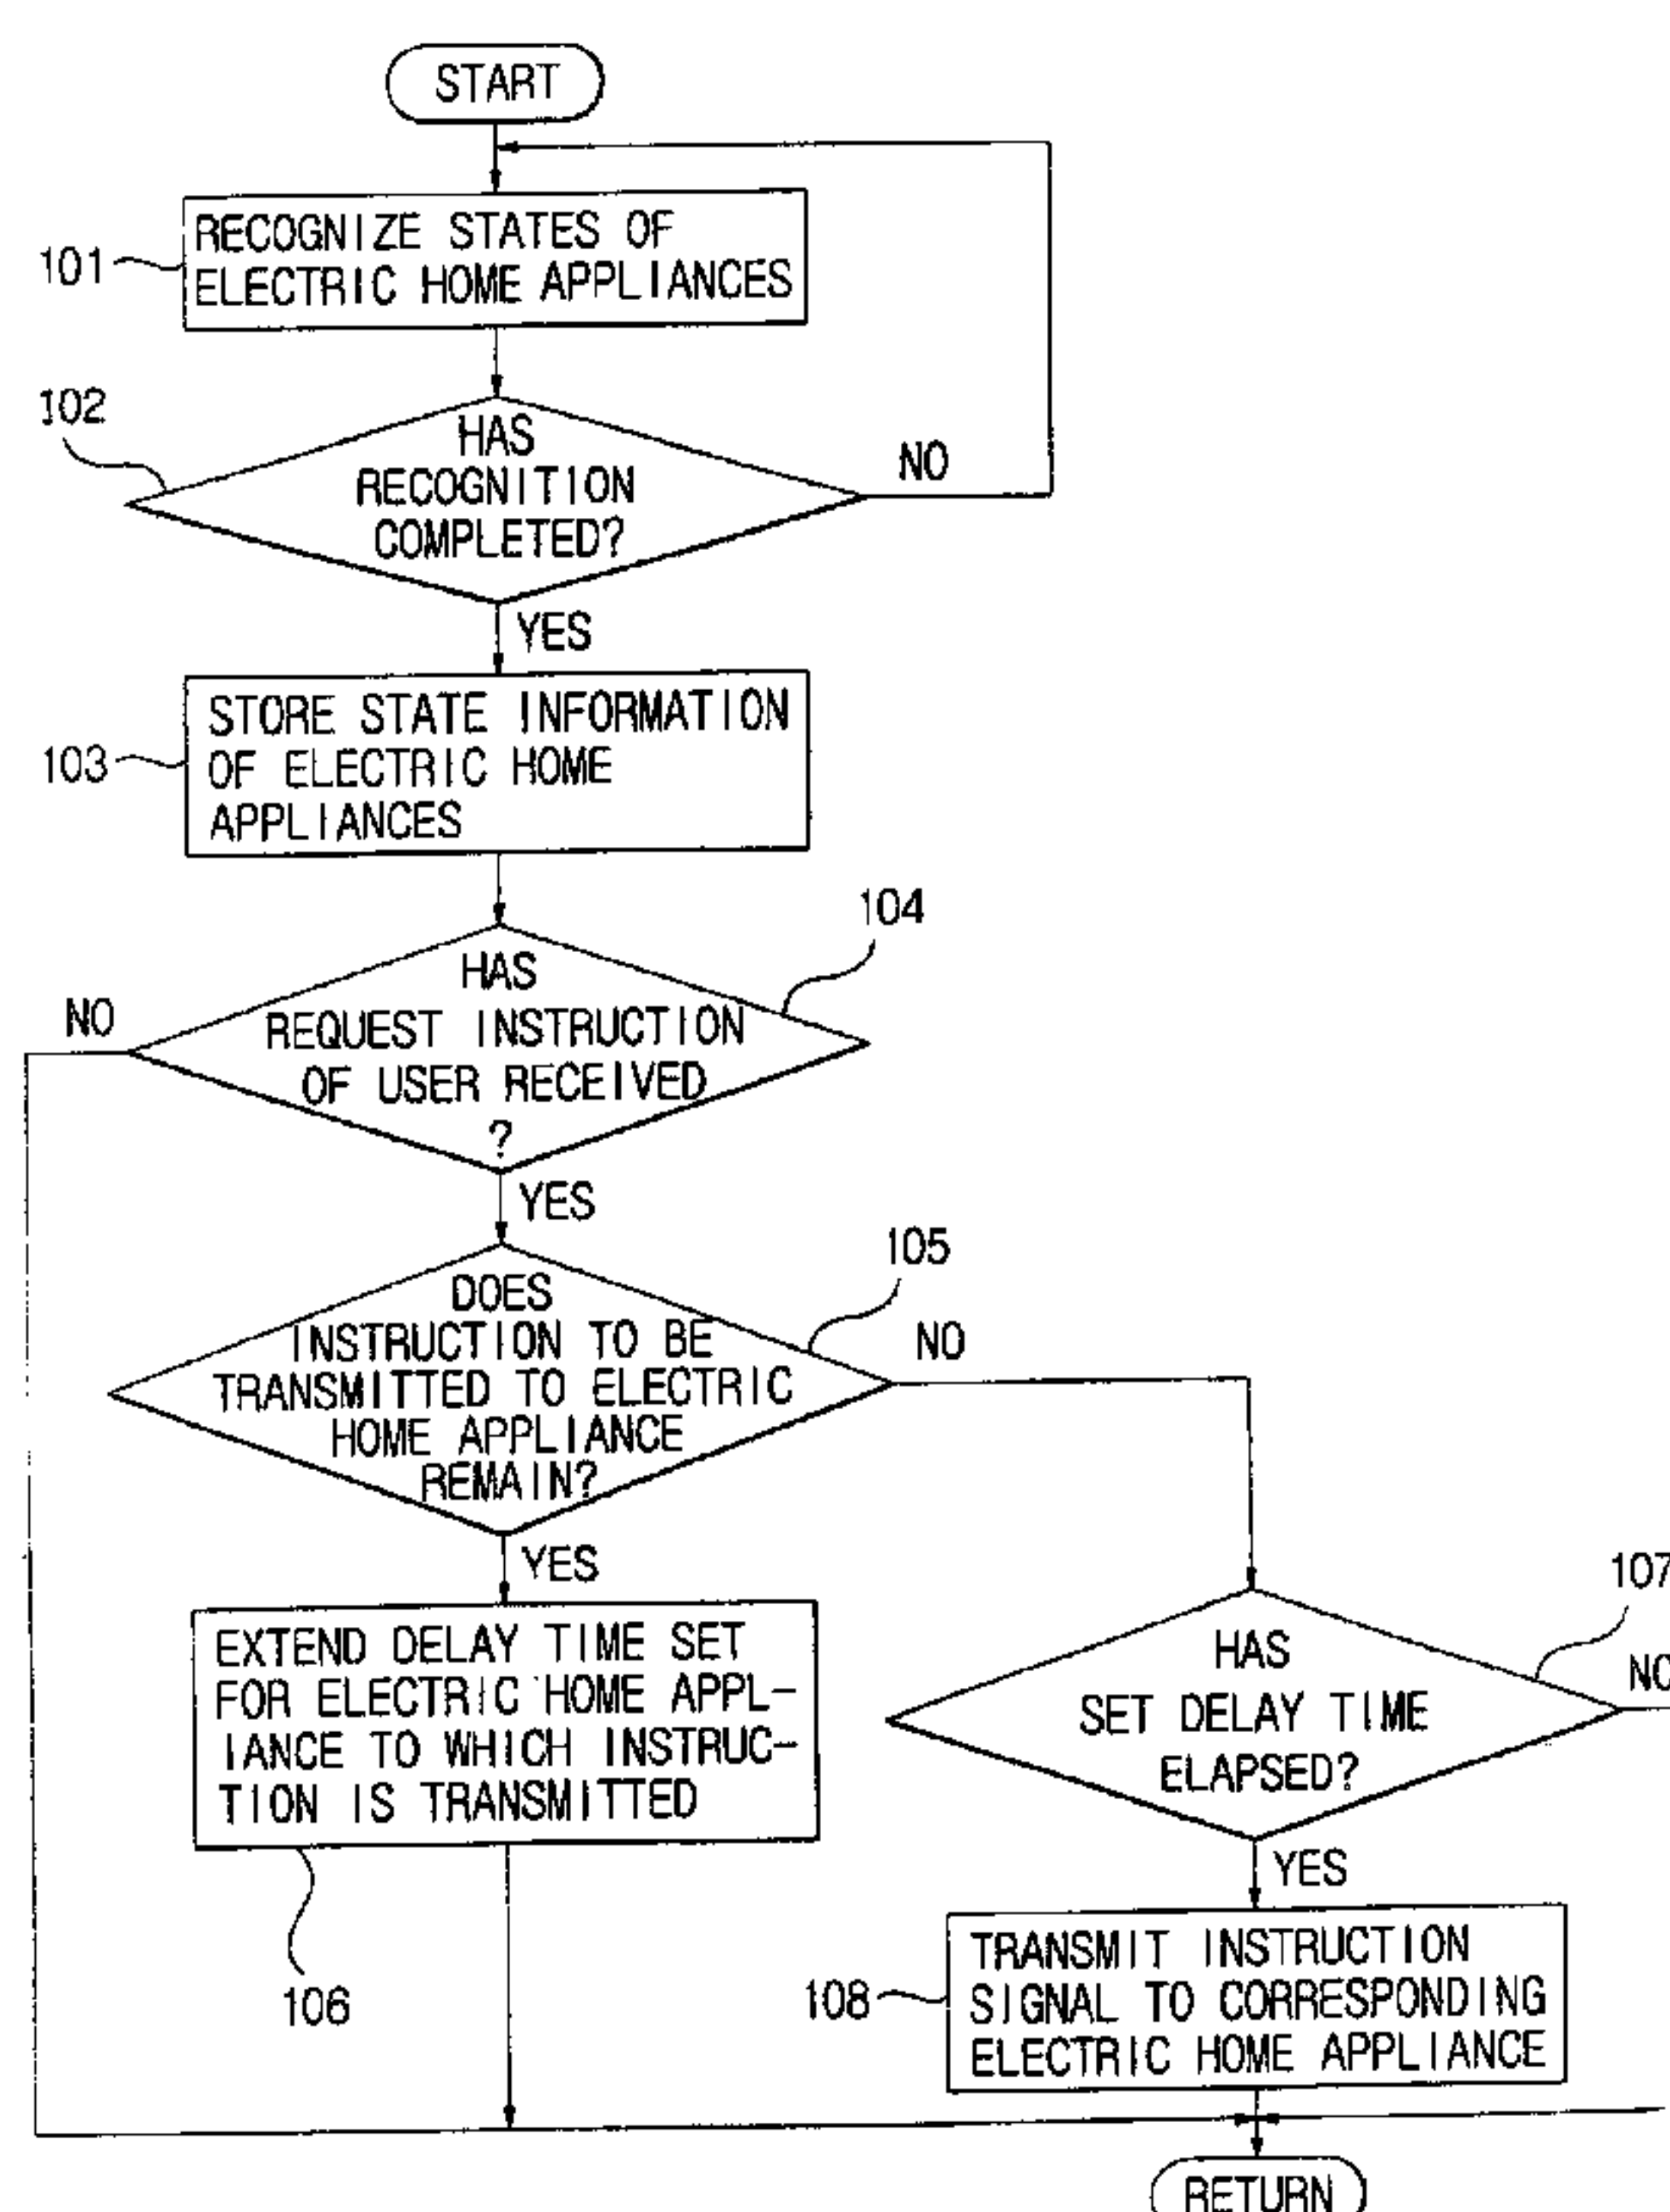 START
RECOGNIZE STATES OF
ELECTRIC HOME APPLIANCES
101
102
HAS
RECOGNITION
COMPLETED?
NO
YES
STORE STATE INFORMATION
OF ELECTRIC HOME
APPLIANCES
103
104
HAS
REQUEST INSTRUCTION
OF USER RECEIVED
?
NO
YES
105
DOES
INSTRUCTION TO BE
TRANSMITTED TO ELECTRIC
HOME APPLIANCE
REMAIN?
NO
YES
EXTEND DELAY TIME SET
FOR ELECTRIC HOME APPL-
IANCE TO WHICH INSTRUC-
TION IS TRANSMITTED
106
107
HAS
SET DELAY TIME
ELAPSED?
NO
YES
TRANSMIT INSTRUCTION
SIGNAL TO CORRESPONDING
ELECTRIC HOME APPLIANCE
108
RETURN